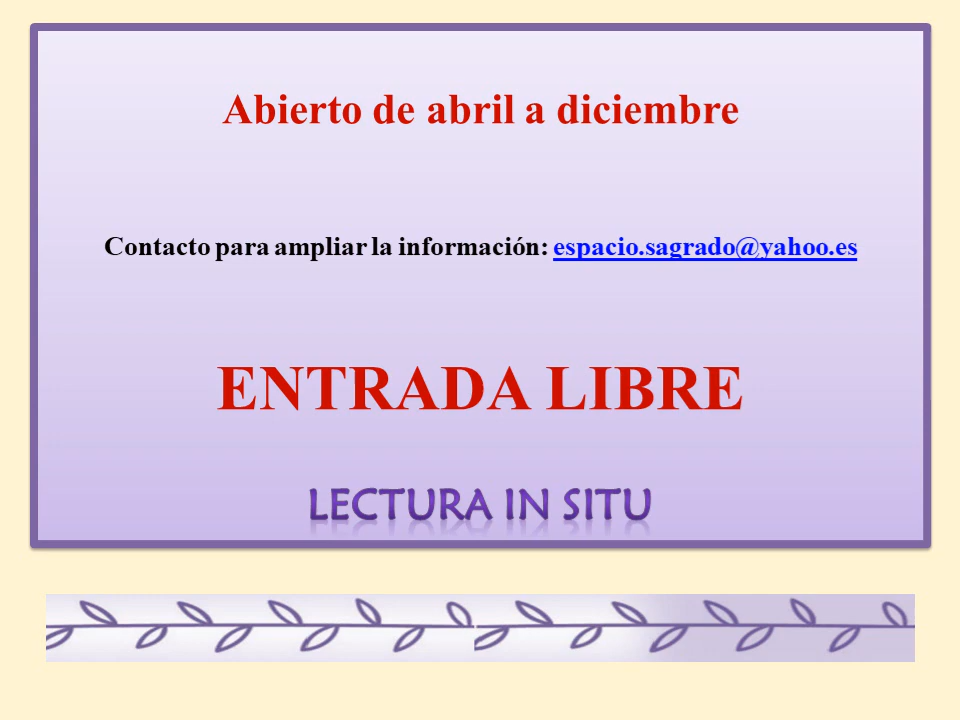 Abierto de abril a diciembre
Contacto para ampliar la información: espacio.sagrado@yahoo.es
ENTRADA LIBRE
LECTURA IN SITU